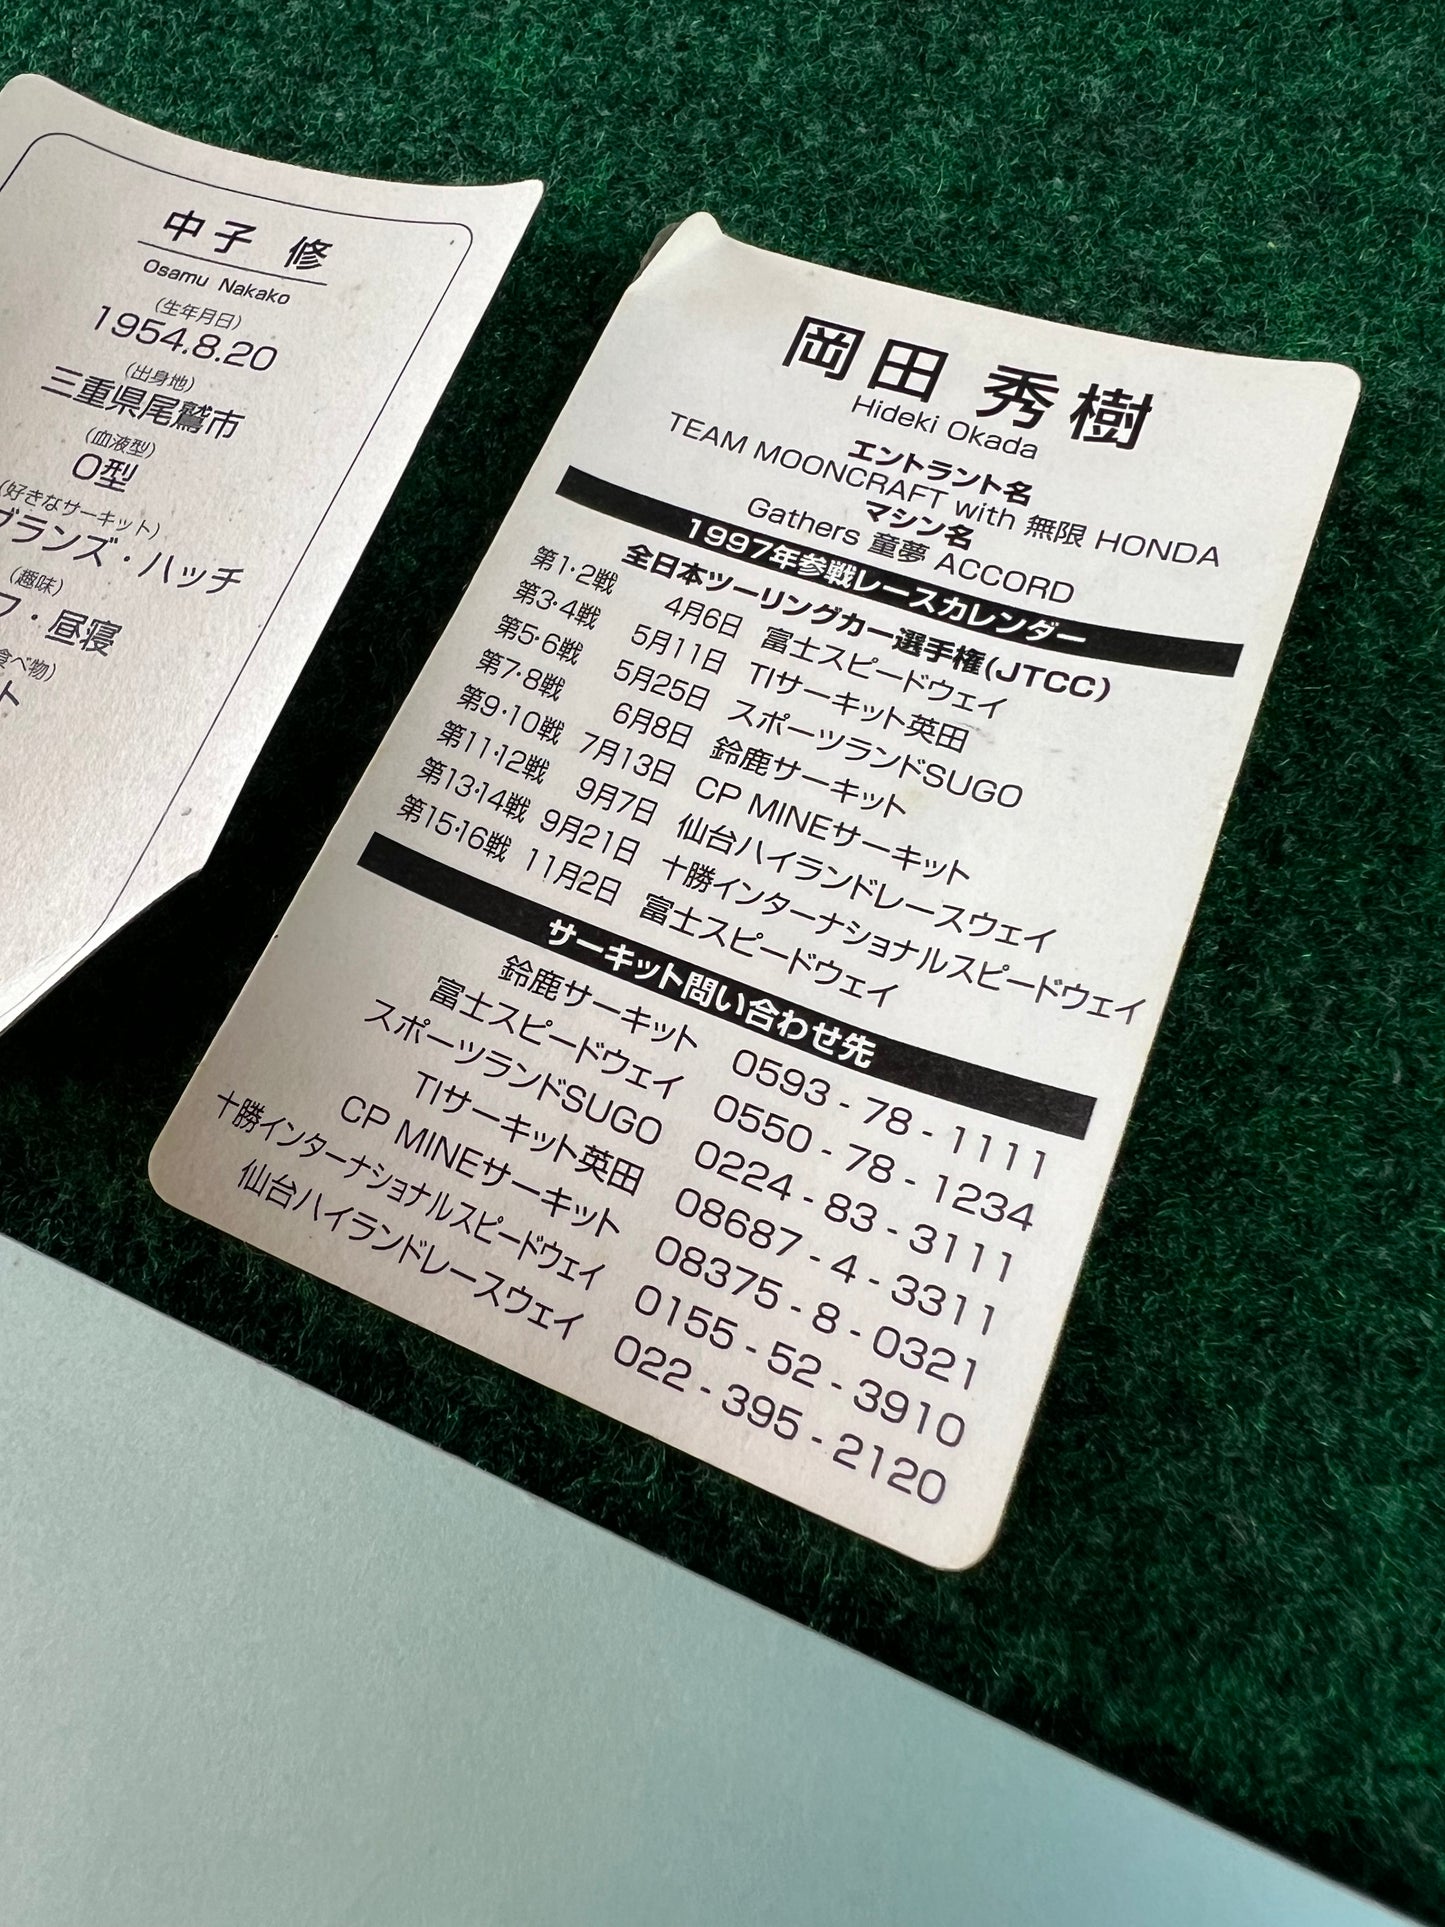 中子 修
Osamu Nakako
(生年月日)
1954.8.20
(出身地)
三重県尾鷲市
(血液型)
O型
(好きなサーキット)
ブランズ・ハッチ
(趣味)
フ・昼寝
食べ物)
ト
岡田 秀樹
Hideki Okada
エントラント名
TEAM MOONCRAFT with 無限 HONDA
マシン名
Gathers 童夢 ACCORD
1997年参戦レースカレンダー
全日本ツーリングカー選手権(JTCC)
第1・2戦 4月6日 富士スピードウェイ
第3・4戦 5月11日 TIサーキット英田
第5・6戦 5月25日 スポーツランドSUGO
第7・8戦 6月8日 鈴鹿サーキット
第9・10戦 7月13日 CP MINEサーキット
第11・12戦 9月7日 仙台ハイランドレースウェイ
第13・14戦 9月21日 十勝インターナショナルスピードウェイ
第15・16戦 11月2日 富士スピードウェイ
サーキット問い合わせ先
鈴鹿サーキット 0593 - 78 - 1111
富士スピードウェイ 0550 - 78 - 1234
スポーツランドSUGO 0224 - 83 - 3111
TIサーキット英田 08687 - 4 - 3311
CP MINEサーキット 08375 - 8 - 0321
十勝インターナショナルスピードウェイ 0155 - 52 - 3910
仙台ハイランドレースウェイ 022 - 395 - 2120